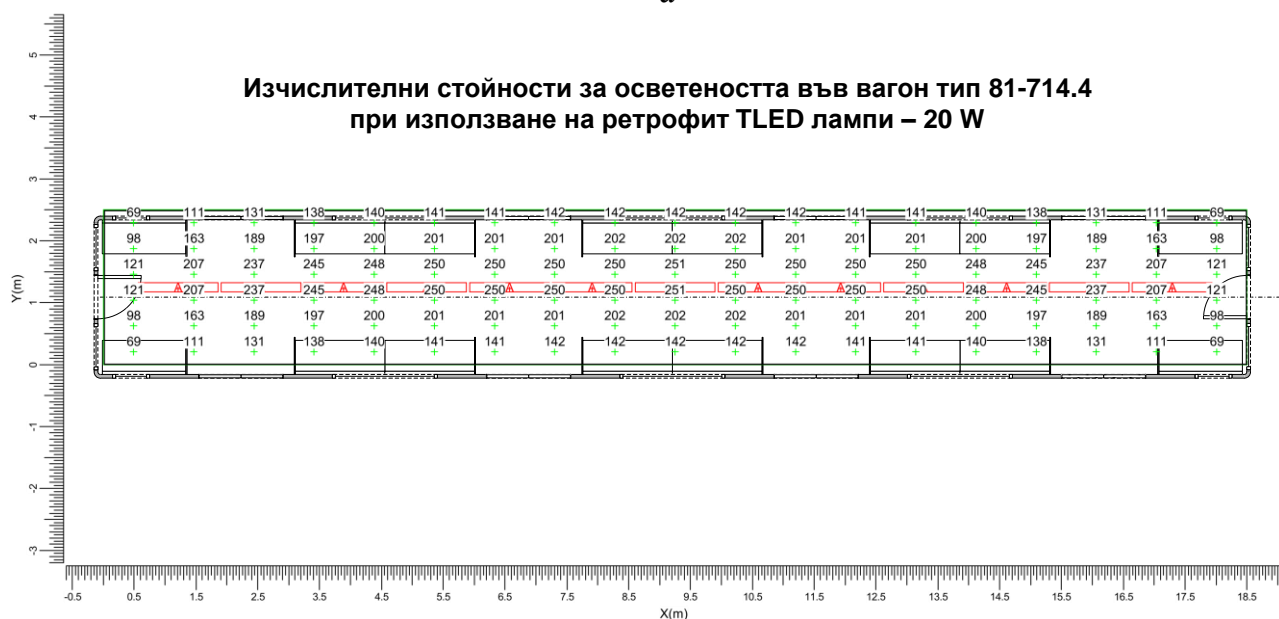 а
5
Изчислителни стойности за осветеността във вагон тип 81-714.4
при използване на ретрофит TLED лампи – 20 W
4
3
69 111 131 138 140 141 141 142 142 142 142 142 141 141 140 138 131 111 69
2
98 163 189 197 200 201 201 201 202 202 202 201 201 201 200 197 189 163 98
121 207 237 245 248 250 250 250 250 251 250 250 250 250 248 245 237 207 121
Y(m)
121 A 207 237 245 A 248 250 250 A 250 A 250 251 250 A 250 A 250 250 248 A 245 237 207 A 121
1
98 163 189 197 200 201 201 201 202 202 202 201 201 201 200 197 189 163 98
69 111 131 138 140 141 141 142 142 142 142 142 141 141 140 138 131 111 69
0
-1
-2
-3
-0.5 0.5 1.5 2.5 3.5 4.5 5.5 6.5 7.5 8.5 9.5 10.5 11.5 12.5 13.5 14.5 15.5 16.5 17.5 18.5
X(m)